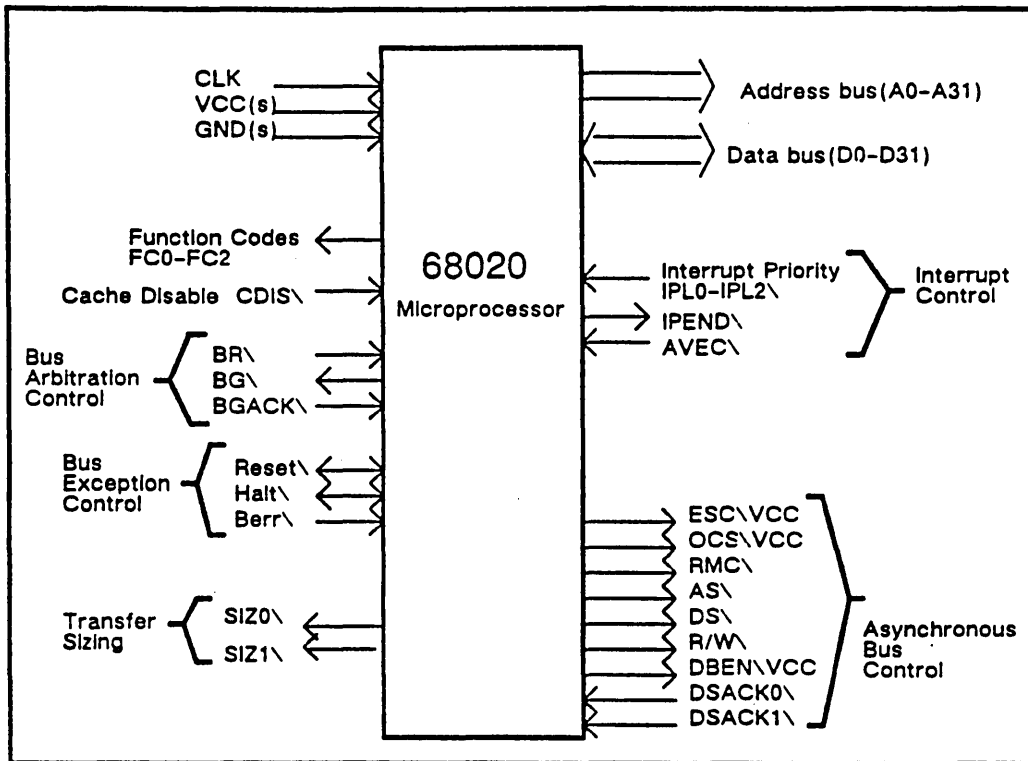 CLK
VCC(s)
GND(s)
Function Codes
FC0-FC2
Cache Disable CDIS\
Bus
Arbitration
Control
BR\
BG\
BGACK\
Bus
Exception
Control
Reset\
Halt\
Berr\
Transfer
Sizing
SIZ0\
SIZ1\
68020
Microprocessor
Address bus(A0-A31)
Data bus(D0-D31)
Interrupt Priority
IPL0-IPL2\
IPEND\
AVEC\
Interrupt
Control
ESC\VCC
OCS\VCC
RMC\
AS\
DS\
R/W\
DBEN\VCC
DSACK0\
DSACK1\
Asynchronous
Bus
Control